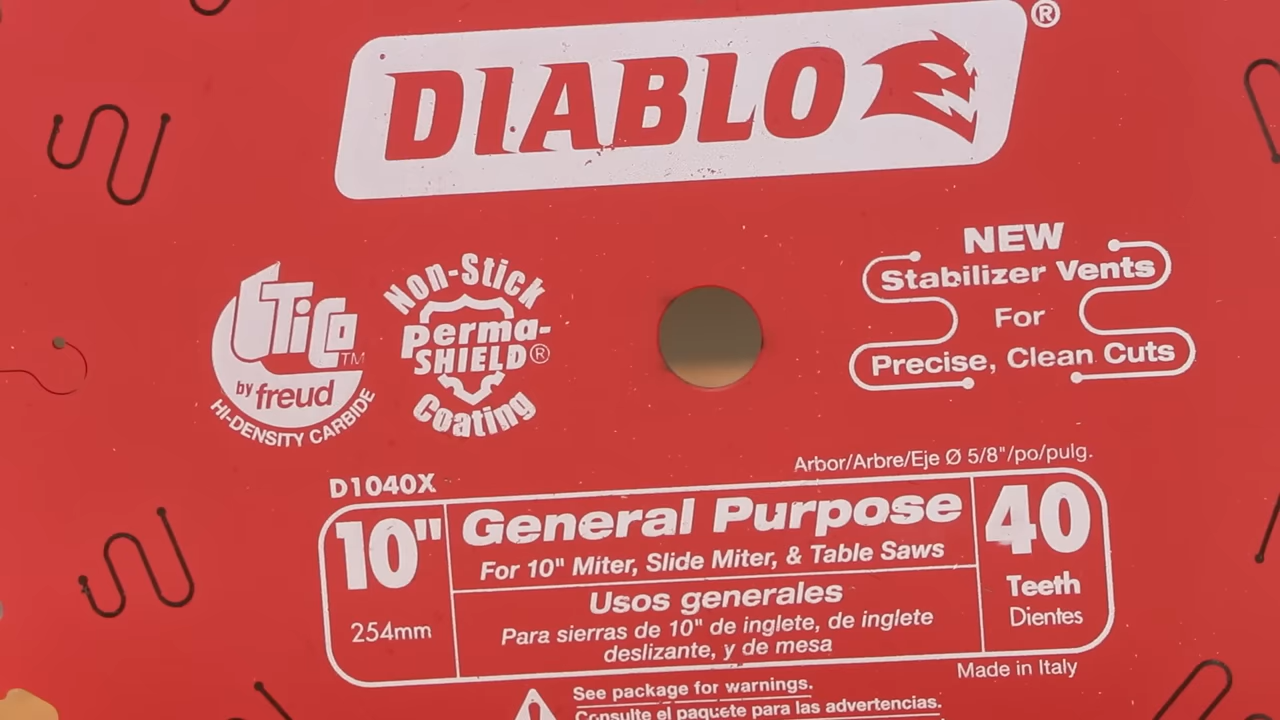 DIABLO ®
NEW
Stabilizer Vents
For
Precise, Clean Cuts
TiCo™
by freud
HI-DENSITY CARBIDE
Non-Stick
Perma-
SHIELD®
Coating
Arbor/Arbre/Eje Ø 5/8"/po/pulg.
D1040X
10"
254mm
General Purpose
For 10" Miter, Slide Miter, & Table Saws
Usos generales
Para sierras de 10" de inglete, de inglete
deslizante, y de mesa
40
Teeth
Dientes
Made in Italy
See package for warnings.
Consulte el paquete para las advertencias.